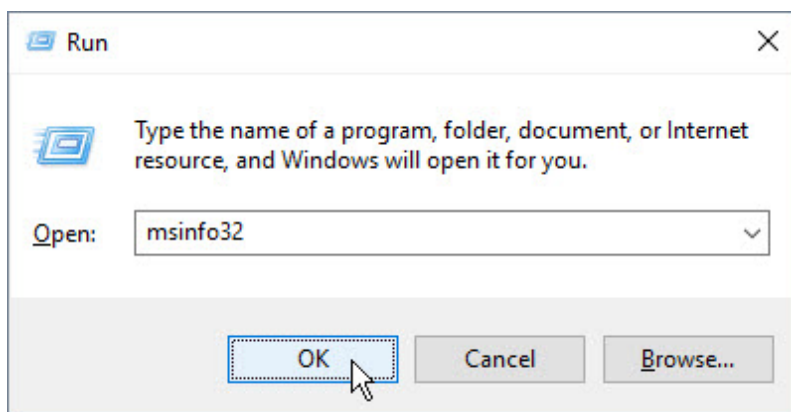 Run
Type the name of a program, folder, document, or Internet
resource, and Windows will open it for you.
Open: msinfo32
OK Cancel Browse...